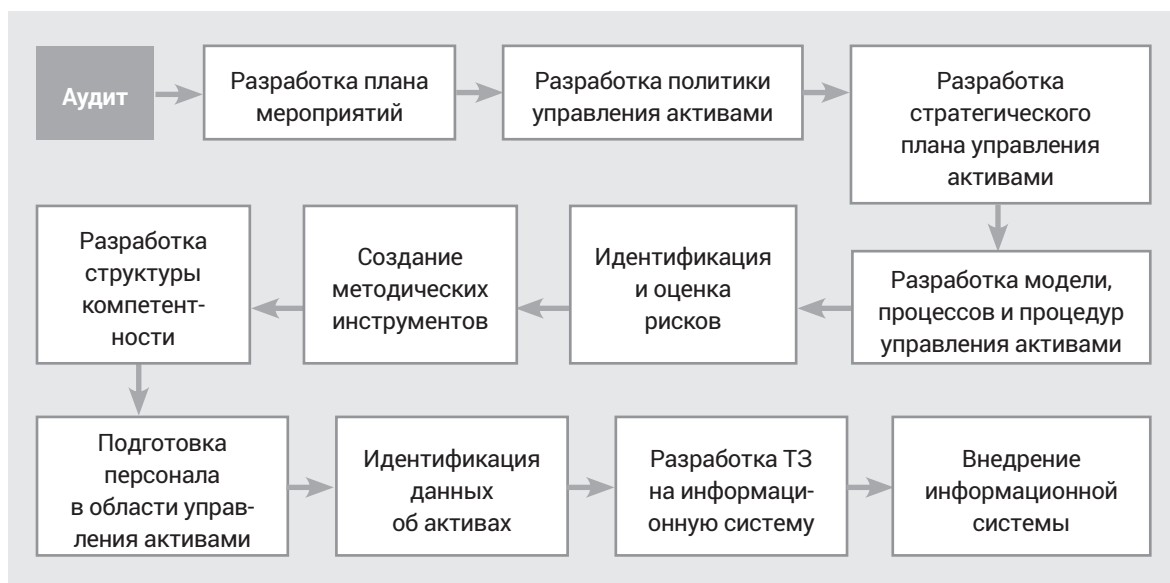 Аудит
Разработка плана
мероприятий
Разработка политики
управления активами
Разработка
стратегического
плана управления
активами
Разработка модели,
процессов и процедур
управления активами
Идентификация
и оценка
рисков
Создание
методических
инструментов
Разработка
структуры
компетент-
ности
Подготовка
персонала
в области управ-
ления активами
Идентификация
данных
об активах
Разработка ТЗ
на информаци-
онную систему
Внедрение
информационной
системы